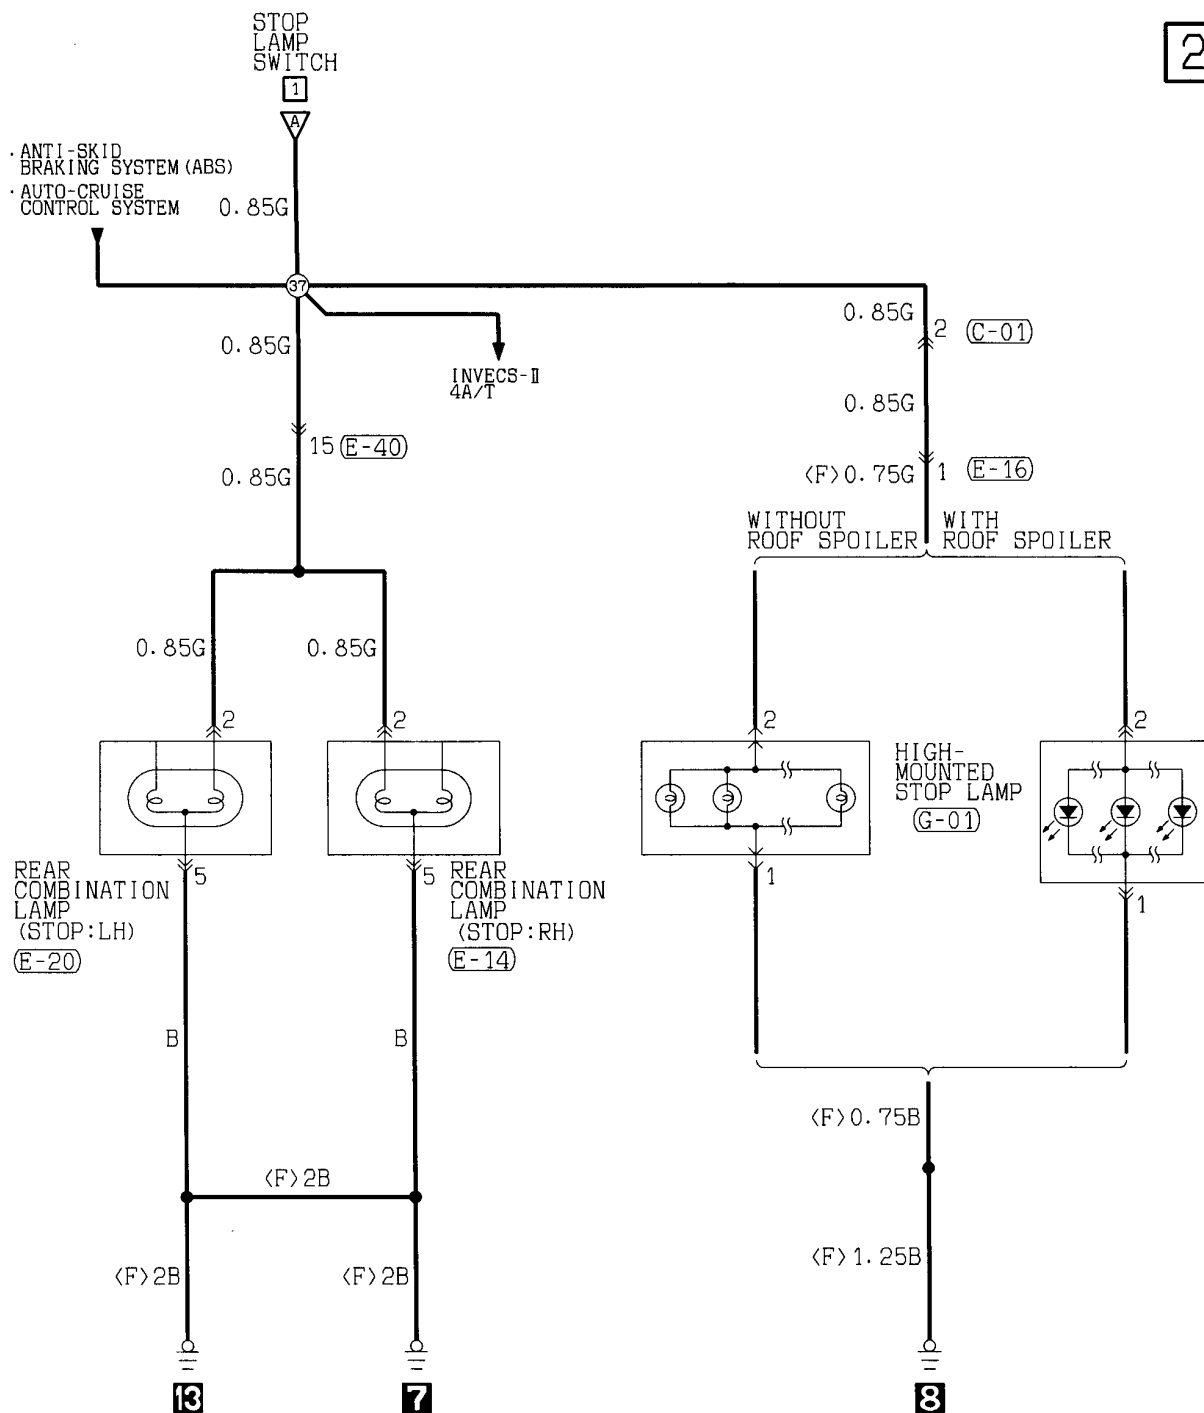 STOP
LAMP
SWITCH
1
2
A
· ANTI-SKID
BRAKING SYSTEM (ABS)
· AUTO-CRUISE
CONTROL SYSTEM
0.85G
37
0.85G
0.85G
2 C-01
INVECS-Ⅱ
4A/T
0.85G
15 E-40
0.85G
<F>0.75G 1 E-16
WITHOUT
ROOF SPOILER
WITH
ROOF SPOILER
0.85G
0.85G
2
2
2
2
HIGH-
MOUNTED
STOP LAMP
G-01
5
5
1
1
REAR
COMBINATION
LAMP
(STOP:LH)
E-20
REAR
COMBINATION
LAMP
(STOP:RH)
E-14
B
B
<F>0.75B
<F>2B
<F>2B
<F>2B
<F>1.25B
13
7
8